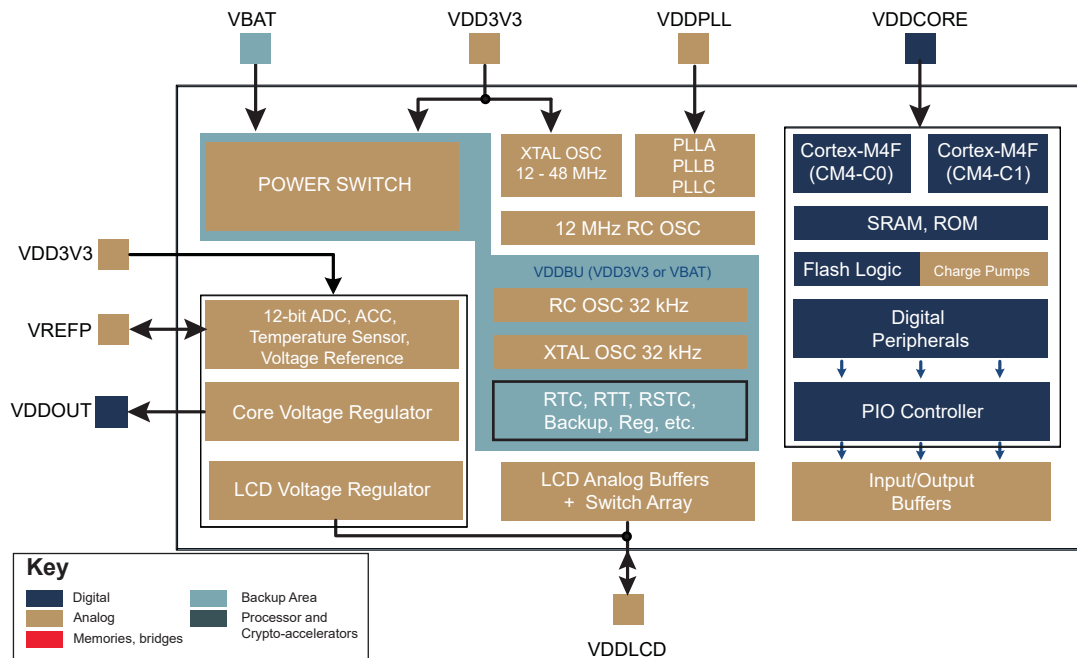 VBAT
VDD3V3
VDDPLL
VDDCORE
POWER SWITCH
XTAL OSC
12 - 48 MHz
PLLA
PLLB
PLLC
Cortex-M4F
(CM4-C0)
Cortex-M4F
(CM4-C1)
12 MHz RC OSC
SRAM, ROM
VDD3V3
VDDBU (VDD3V3 or VBAT)
Flash Logic
Charge Pumps
RC OSC 32 kHz
VREFP
12-bit ADC, ACC,
Temperature Sensor,
Voltage Reference
Digital
Peripherals
XTAL OSC 32 kHz
VDDOUT
Core Voltage Regulator
RTC, RTT, RSTC,
Backup, Reg, etc.
PIO Controller
LCD Voltage Regulator
LCD Analog Buffers
+ Switch Array
Input/Output
Buffers
Key
Digital
Analog
Memories, bridges
Backup Area
Processor and
Crypto-accelerators
VDDLCD